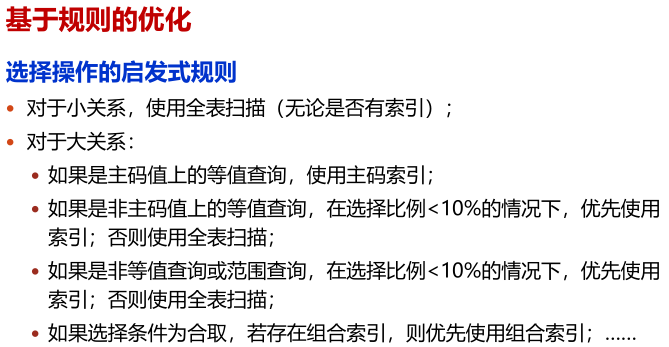 基于规则的优化
选择操作的启发式规则
• 对于小关系，使用全表扫描（无论是否有索引）；
• 对于大关系：
• 如果是主码值上的等值查询，使用主码索引；
• 如果是非主码值上的等值查询，在选择比例<10%的情况下，优先使用
索引；否则使用全表扫描；
• 如果是非等值查询或范围查询，在选择比例<10%的情况下，优先使用
索引；否则使用全表扫描；
• 如果选择条件为合取，若存在组合索引，则优先使用组合索引；……